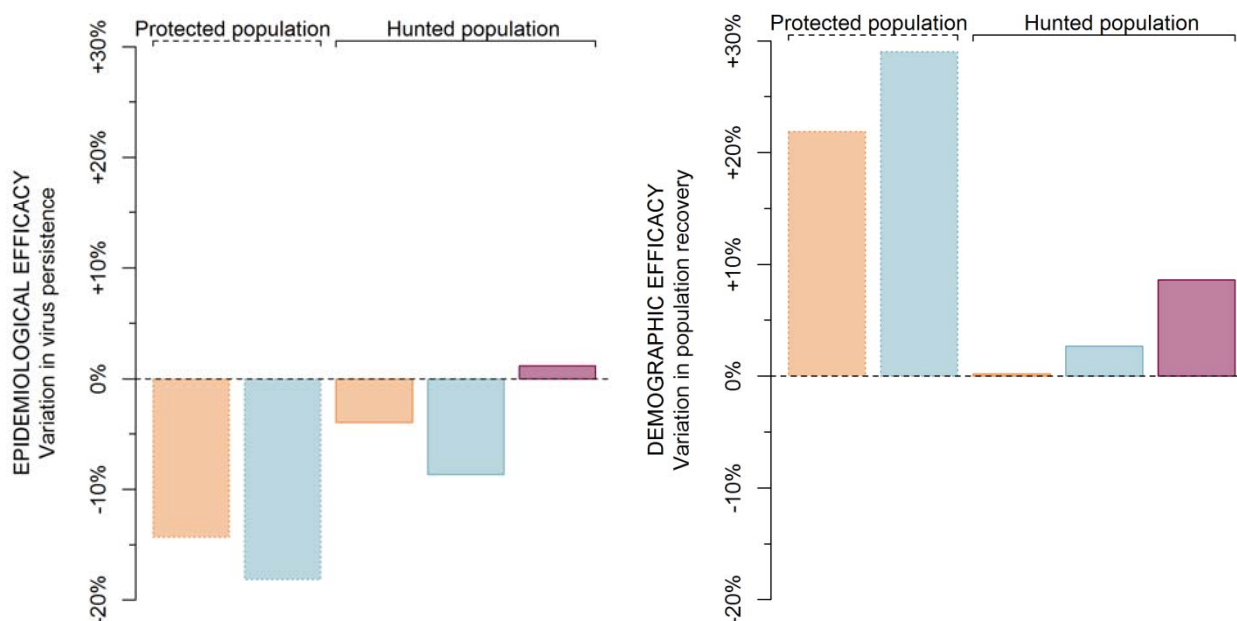 Protected population
Hunted population
+30%
+20%
+10%
0%
-10%
-20%
EPIDEMIOLOGICAL EFFICACY
Variation in virus persistence
Protected population
Hunted population
+30%
+20%
+10%
0%
-10%
-20%
DEMOGRAPHIC EFFICACY
Variation in population recovery